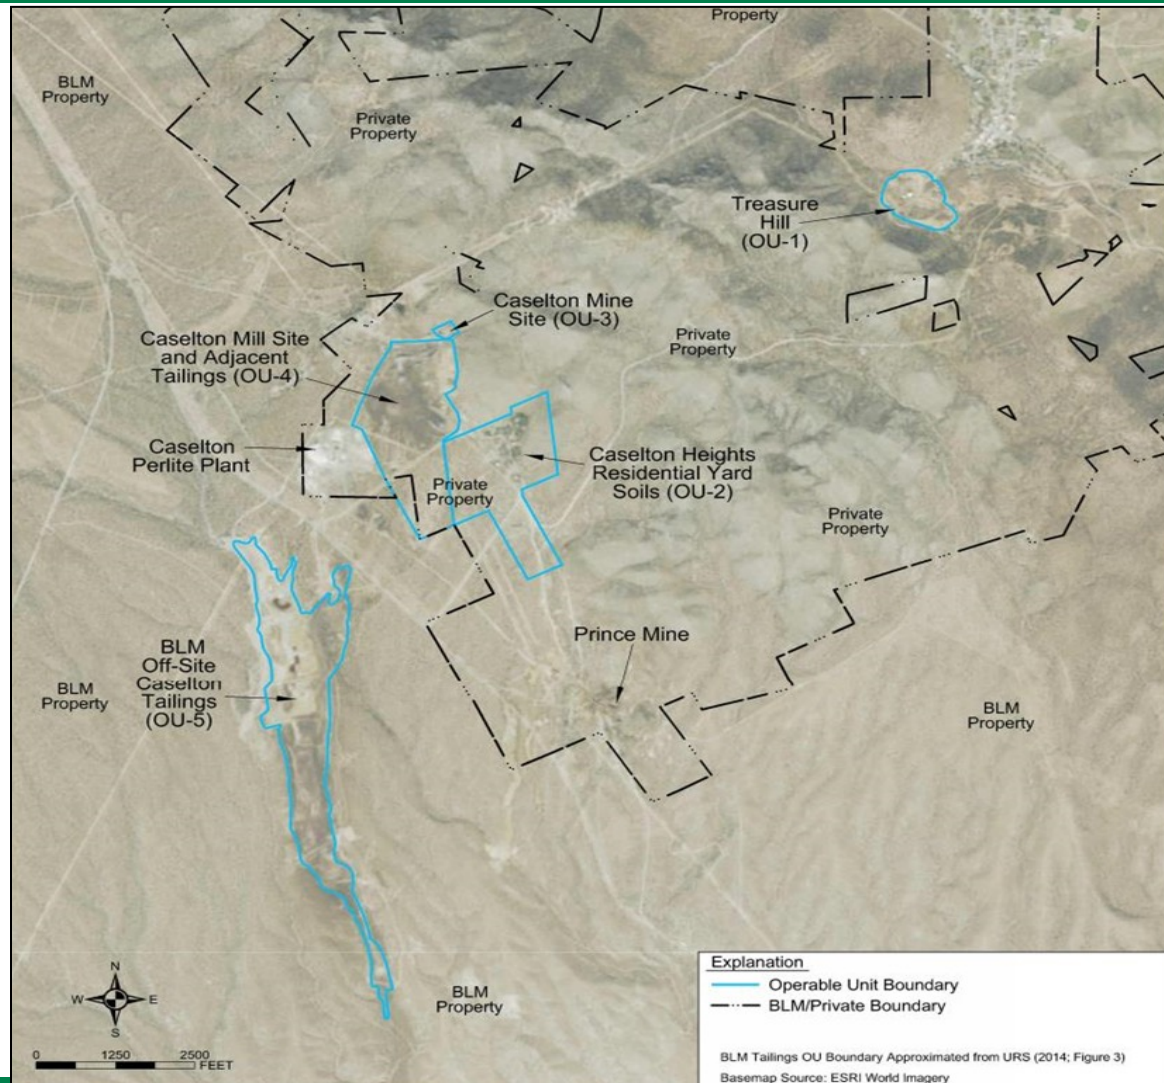 Property
BLM
Property
Private
Property
Treasure
Hill
(OU-1)
Caselton Mine
Site (OU-3)
Private
Property
Caselton Mill Site
and Adjacent
Tailings (OU-4)
Caselton
Perlite Plant
Caselton Heights
Residential Yard
Soils (OU-2)
Private
Property
Private
Property
Prince Mine
BLM
Off-Site
Caselton
Tailings
(OU-5)
BLM
Property
BLM
Property
BLM
Property
N
W
E
S
0 1250 2500
FEET
Explanation
Operable Unit Boundary
BLM/Private Boundary
BLM Tailings OU Boundary Approximated from URS (2014; Figure 3)
Basemap Source: ESRI World Imagery